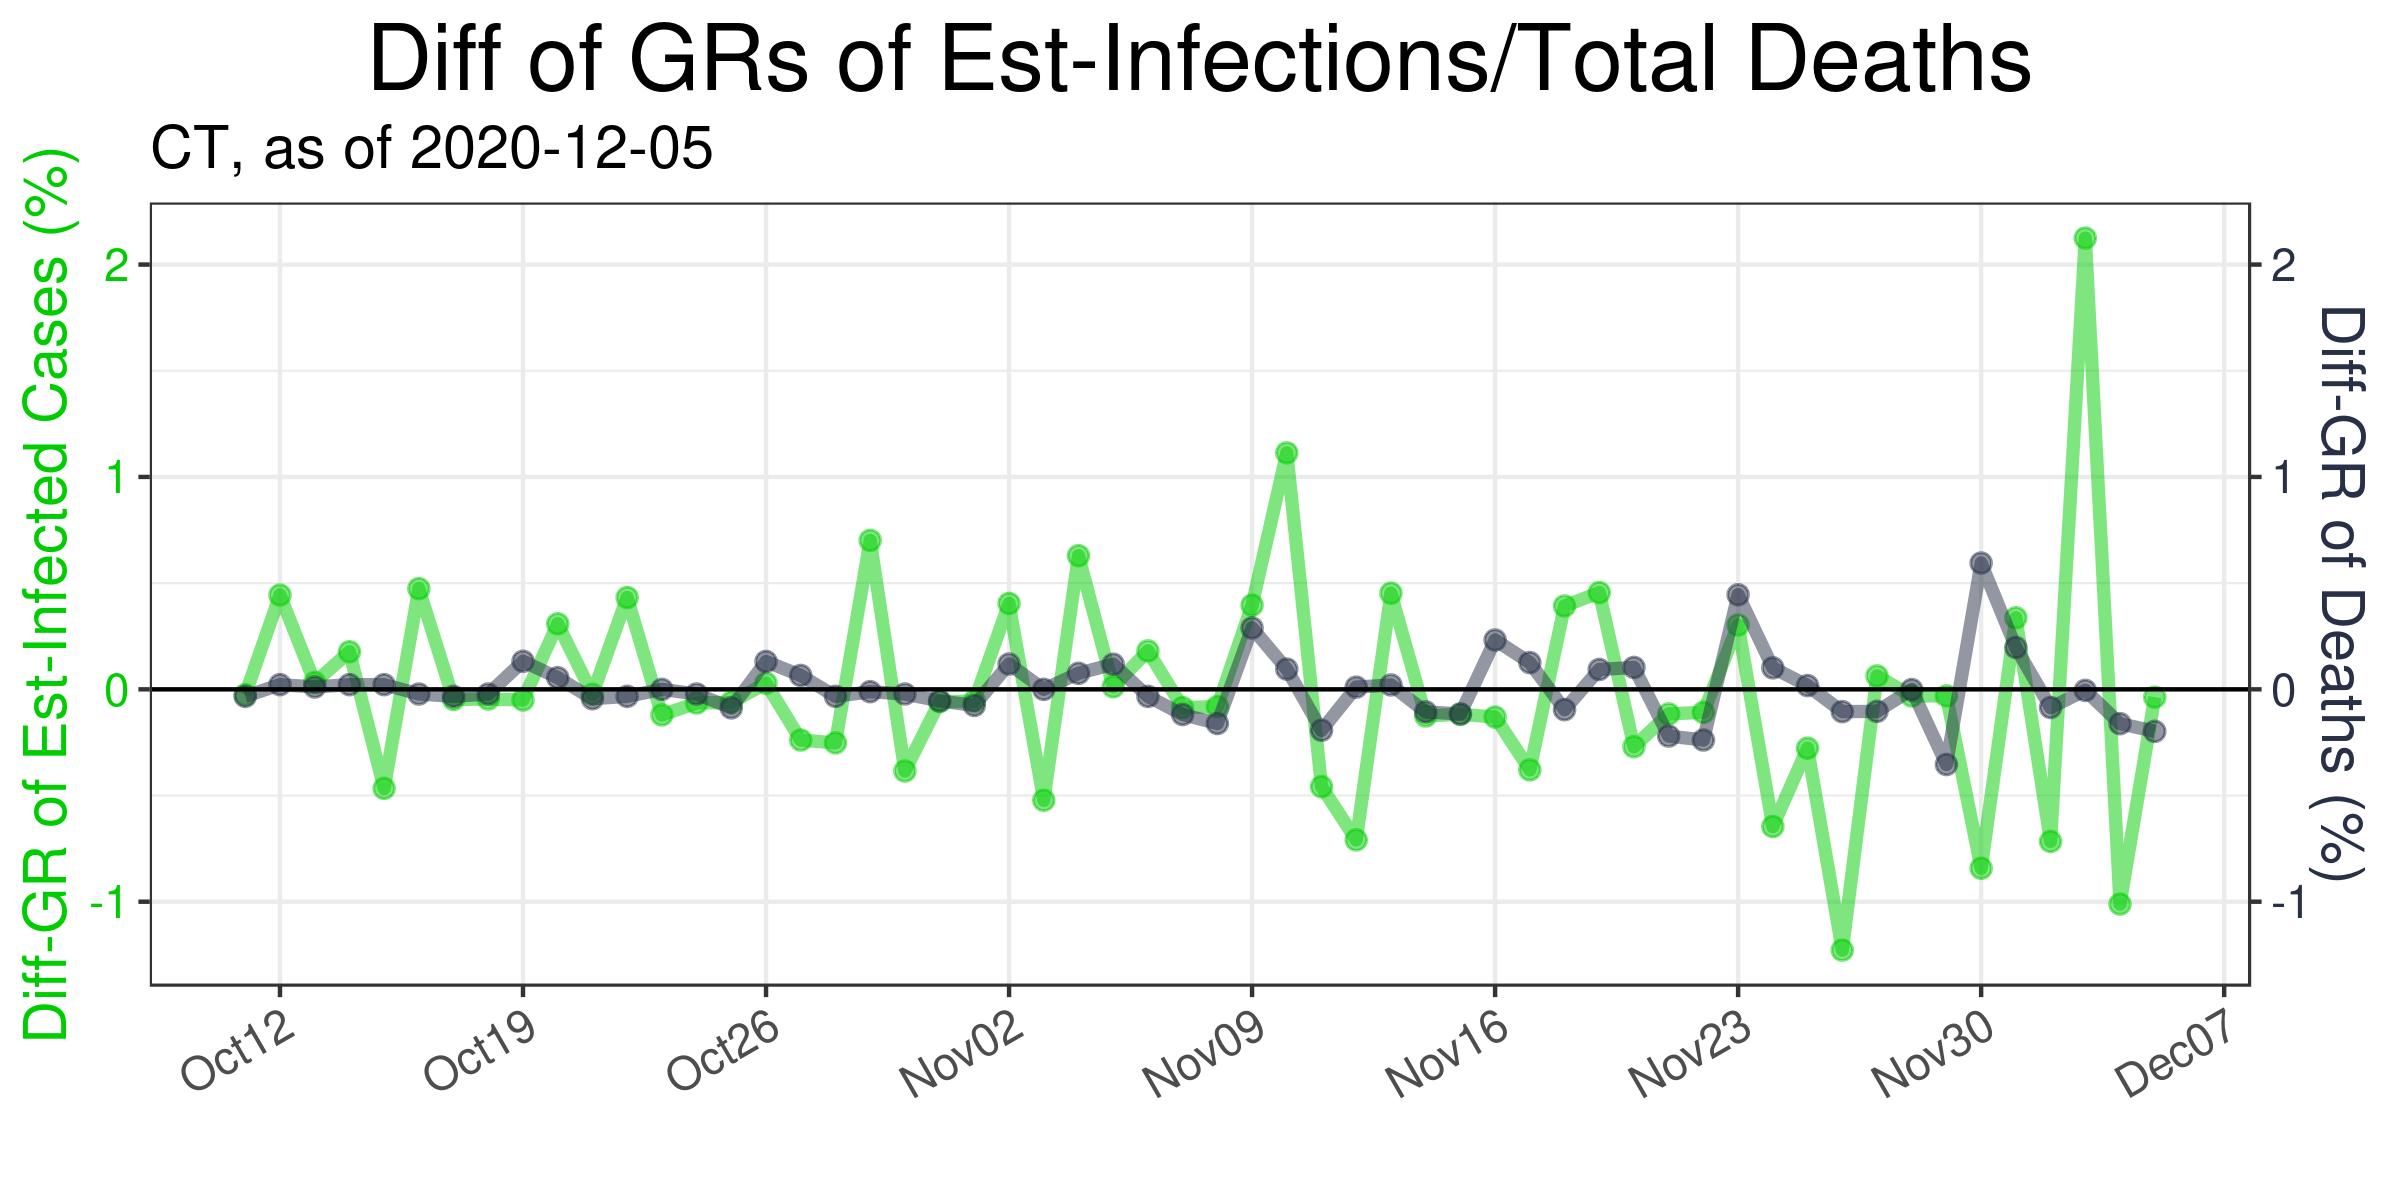 Diff of GRs of Est-Infections/Total Deaths
CT, as of 2020-12-05
Diff-GR of Est-Infected Cases (%)
2
1
0
-1
2
1
0
-1
Diff-GR of Deaths (%)
Oct12
Oct19
Oct26
Nov02
Nov09
Nov16
Nov23
Nov30
Dec07